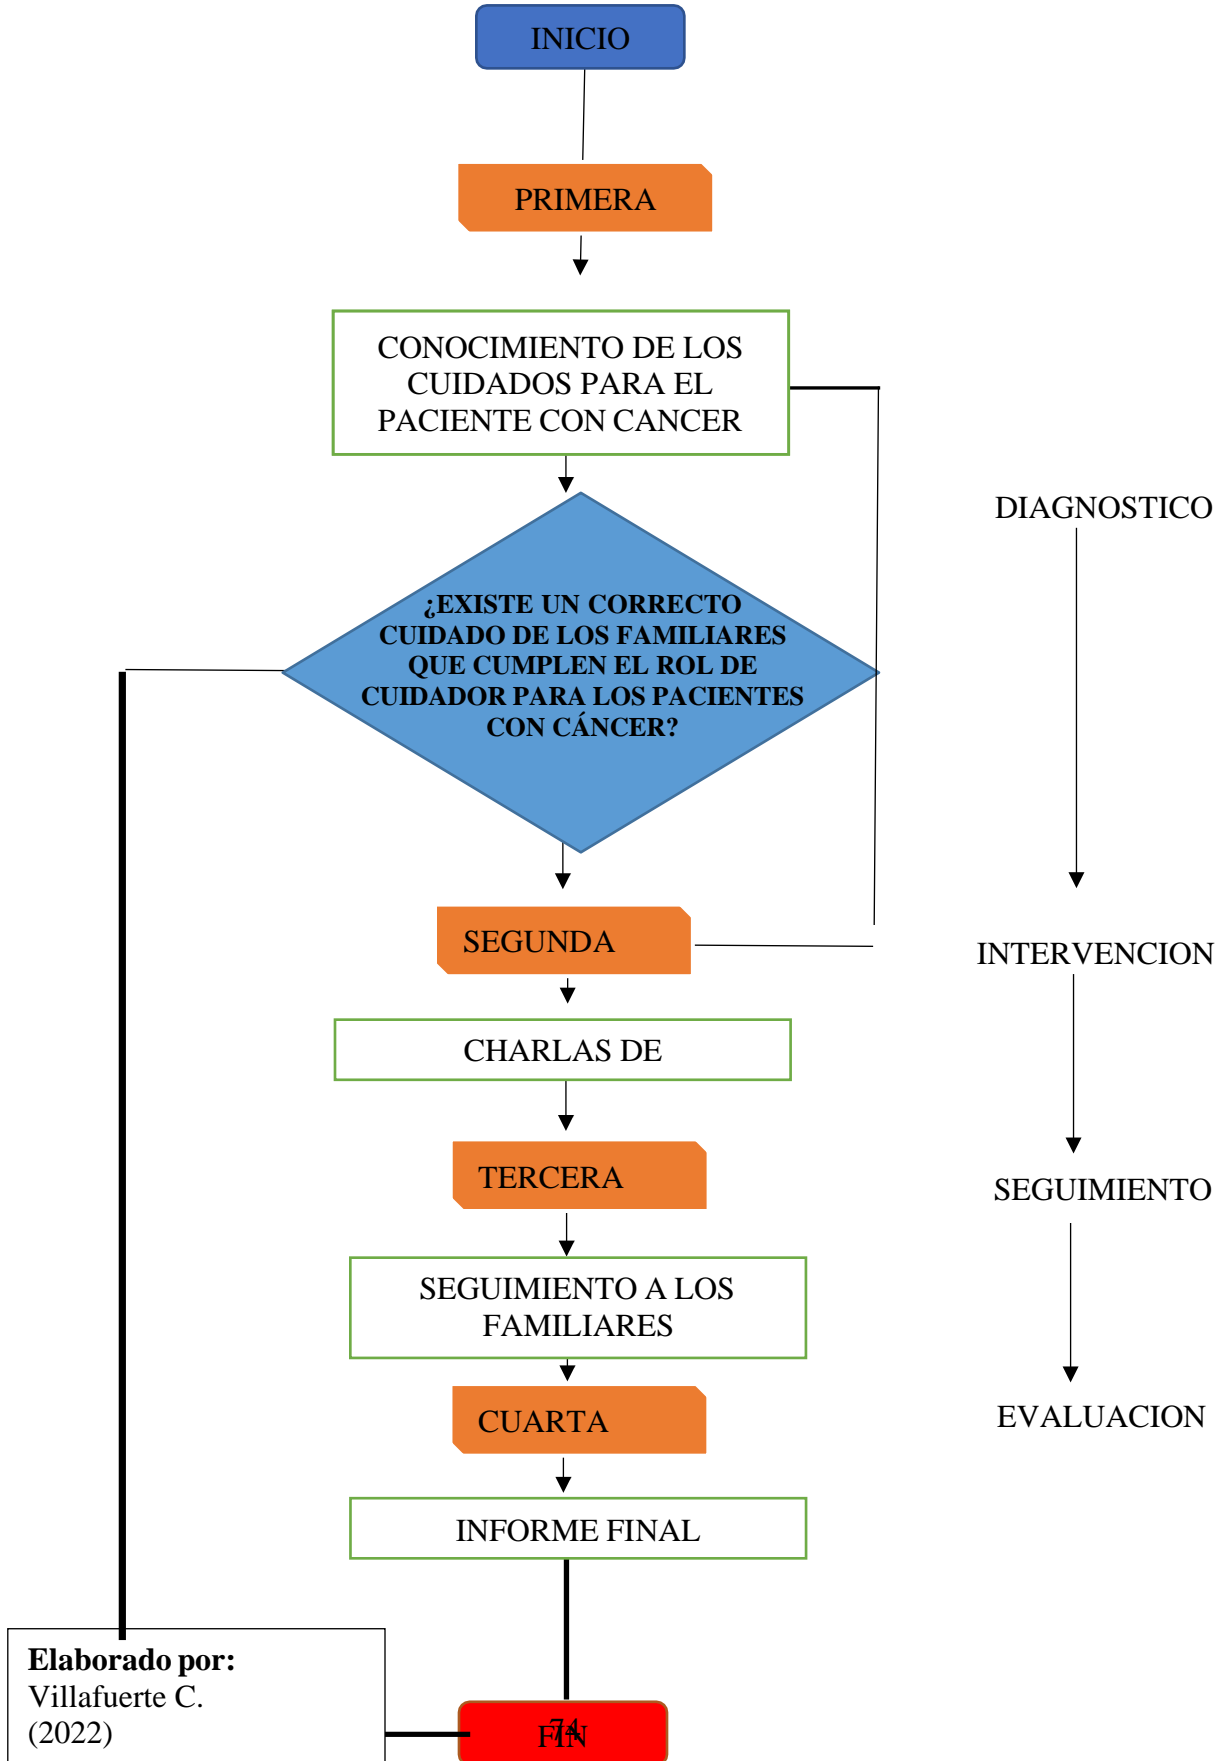 INICIO
PRIMERA
CONOCIMIENTO DE LOS
CUIDADOS PARA EL
PACIENTE CON CANCER
¿EXISTE UN CORRECTO
CUIDADO DE LOS FAMILIARES
QUE CUMPLEN EL ROL DE
CUIDADOR PARA LOS PACIENTES
CON CÁNCER?
SEGUNDA
CHARLAS DE
TERCERA
SEGUIMIENTO A LOS
FAMILIARES
CUARTA
INFORME FINAL
FIN
74
DIAGNOSTICO
INTERVENCION
SEGUIMIENTO
EVALUACION
Elaborado por:
Villafuerte C.
(2022)